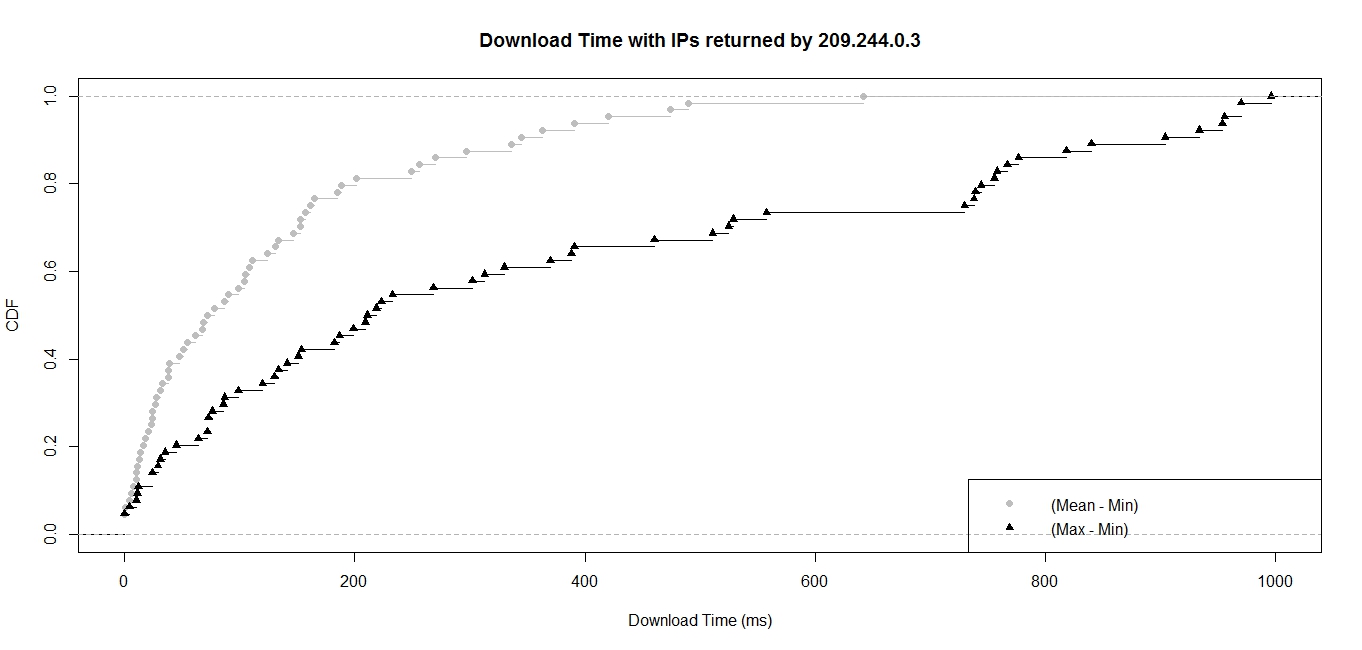 Download Time with IPs returned by 209.244.0.3
1.0
0.8
0.6
0.4
0.2
0.0
CDF
(Mean - Min)
(Max - Min)
0 200 400 600 800 1000
Download Time (ms)